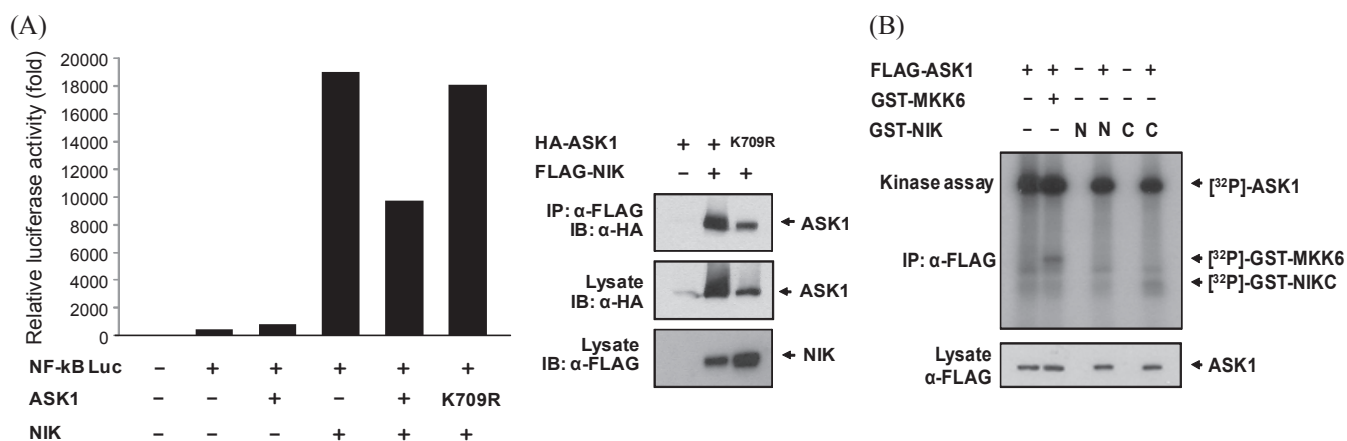 (A)
Relative luciferase activity (fold)
20000
18000
16000
14000
12000
10000
8000
6000
4000
2000
0
NF-kB Luc – + + + + +
ASK1 – – + – + K709R
NIK – – – + + +
HA-ASK1 + + K709R
FLAG-NIK – + +
IP: α-FLAG
IB: α-HA
ASK1
Lysate
IB: α-HA
ASK1
Lysate
IB: α-FLAG
NIK
(B)
FLAG-ASK1 + + – + – +
GST-MKK6 – + – – – –
GST-NIK – – N N C C
Kinase assay
[³²P]-ASK1
IP: α-FLAG
[³²P]-GST-MKK6
[³²P]-GST-NIKC
Lysate
α-FLAG
ASK1